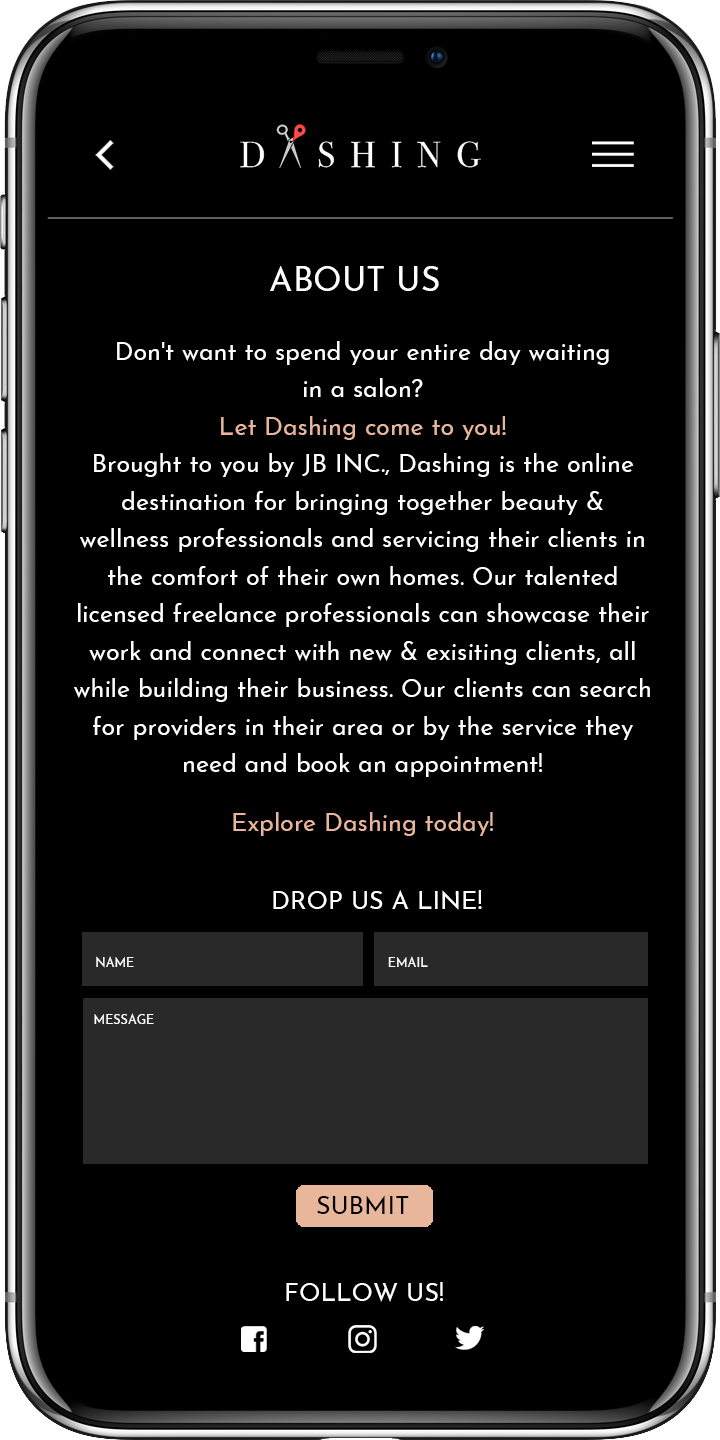 DASHING
ABOUT US
Don't want to spend your entire day waiting
in a salon?
Let Dashing come to you!
Brought to you by JB INC., Dashing is the online
destination for bringing together beauty &
wellness professionals and servicing their clients in
the comfort of their own homes. Our talented
licensed freelance professionals can showcase their
work and connect with new & exisiting clients, all
while building their business. Our clients can search
for providers in their area or by the service they
need and book an appointment!
Explore Dashing today!
DROP US A LINE!
NAME EMAIL
MESSAGE
SUBMIT
FOLLOW US!